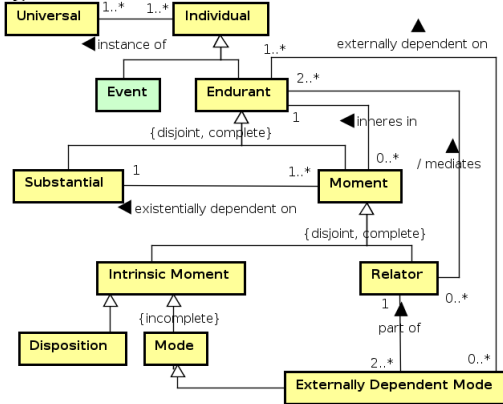 Universal
1..*
1..*
Individual
instance of
externally dependent on
1..*
Event
Endurant
2..*
1
inheres in
{disjoint, complete}
0..*
/ mediates
Substantial
1
1..*
Moment
existentially dependent on
{disjoint, complete}
Intrinsic Moment
Relator
0..*
1
{incomplete}
part of
Disposition
Mode
2..*
0..*
Externally Dependent Mode